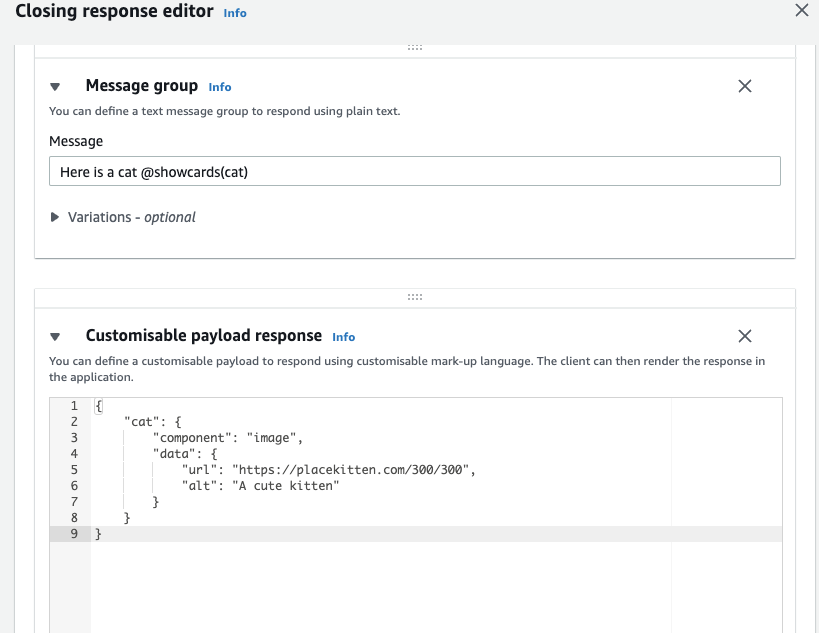 Closing response editor Info
Message group Info
You can define a text message group to respond using plain text.
Message
Here is a cat @showcards(cat)
Variations - optional
Customisable payload response Info
You can define a customisable payload to respond using customisable mark-up language. The client can then render the response in
the application.
1 {
2 "cat": {
3 "component": "image",
4 "data": {
5 "url": "https://placekitten.com/300/300",
6 "alt": "A cute kitten"
7 }
8 }
9 }